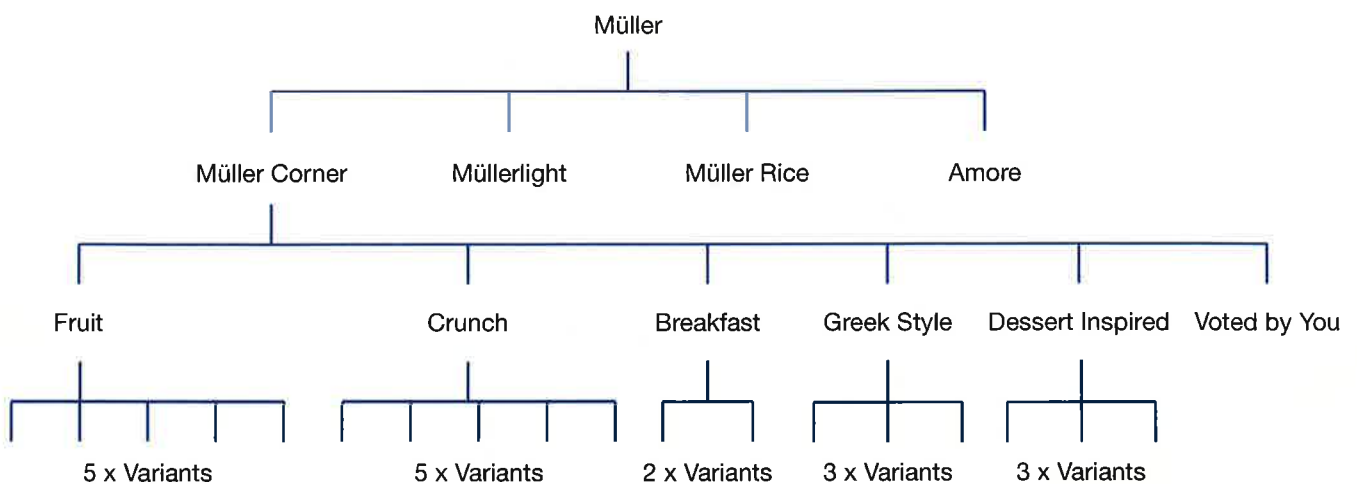 Müller
Müller Corner Müllerlight Müller Rice Amore
Fruit Crunch Breakfast Greek Style Dessert Inspired Voted by You
5 x Variants 5 x Variants 2 x Variants 3 x Variants 3 x Variants